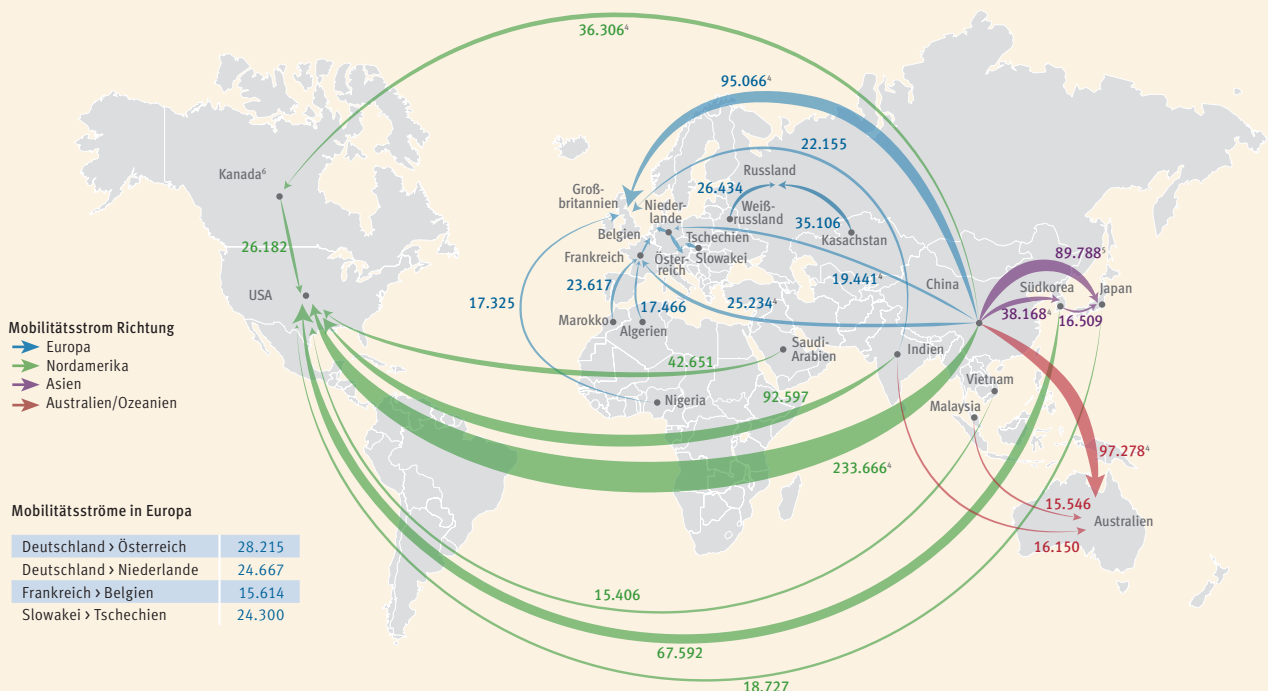 36.306⁴
95.066⁴
22.155
Kanada⁶
Russland
26.434
Groß-
britannien
Nieder-
lande
Weiß-
russland
Belgien
Tschechien
35.106
Kasachstan
26.182
Frankreich
Öster-
reich
Slowakei
89.788⁵
USA
17.325
23.617
17.466
25.234⁴
19.441⁴
China
Südkorea
Japan
38.168⁴
16.509
Marokko
Algerien
Mobilitätsstrom Richtung
Europa
Nordamerika
Asien
Australien/Ozeanien
42.651
Saudi-
Arabien
Indien
Vietnam
92.597
Nigeria
Malaysia
233.666⁴
97.278⁴
15.546
Australien
16.150
Mobilitätsströme in Europa
Deutschland › Österreich 28.215
Deutschland › Niederlande 24.667
Frankreich › Belgien 15.614
Slowakei › Tschechien 24.300
15.406
67.592
18.727